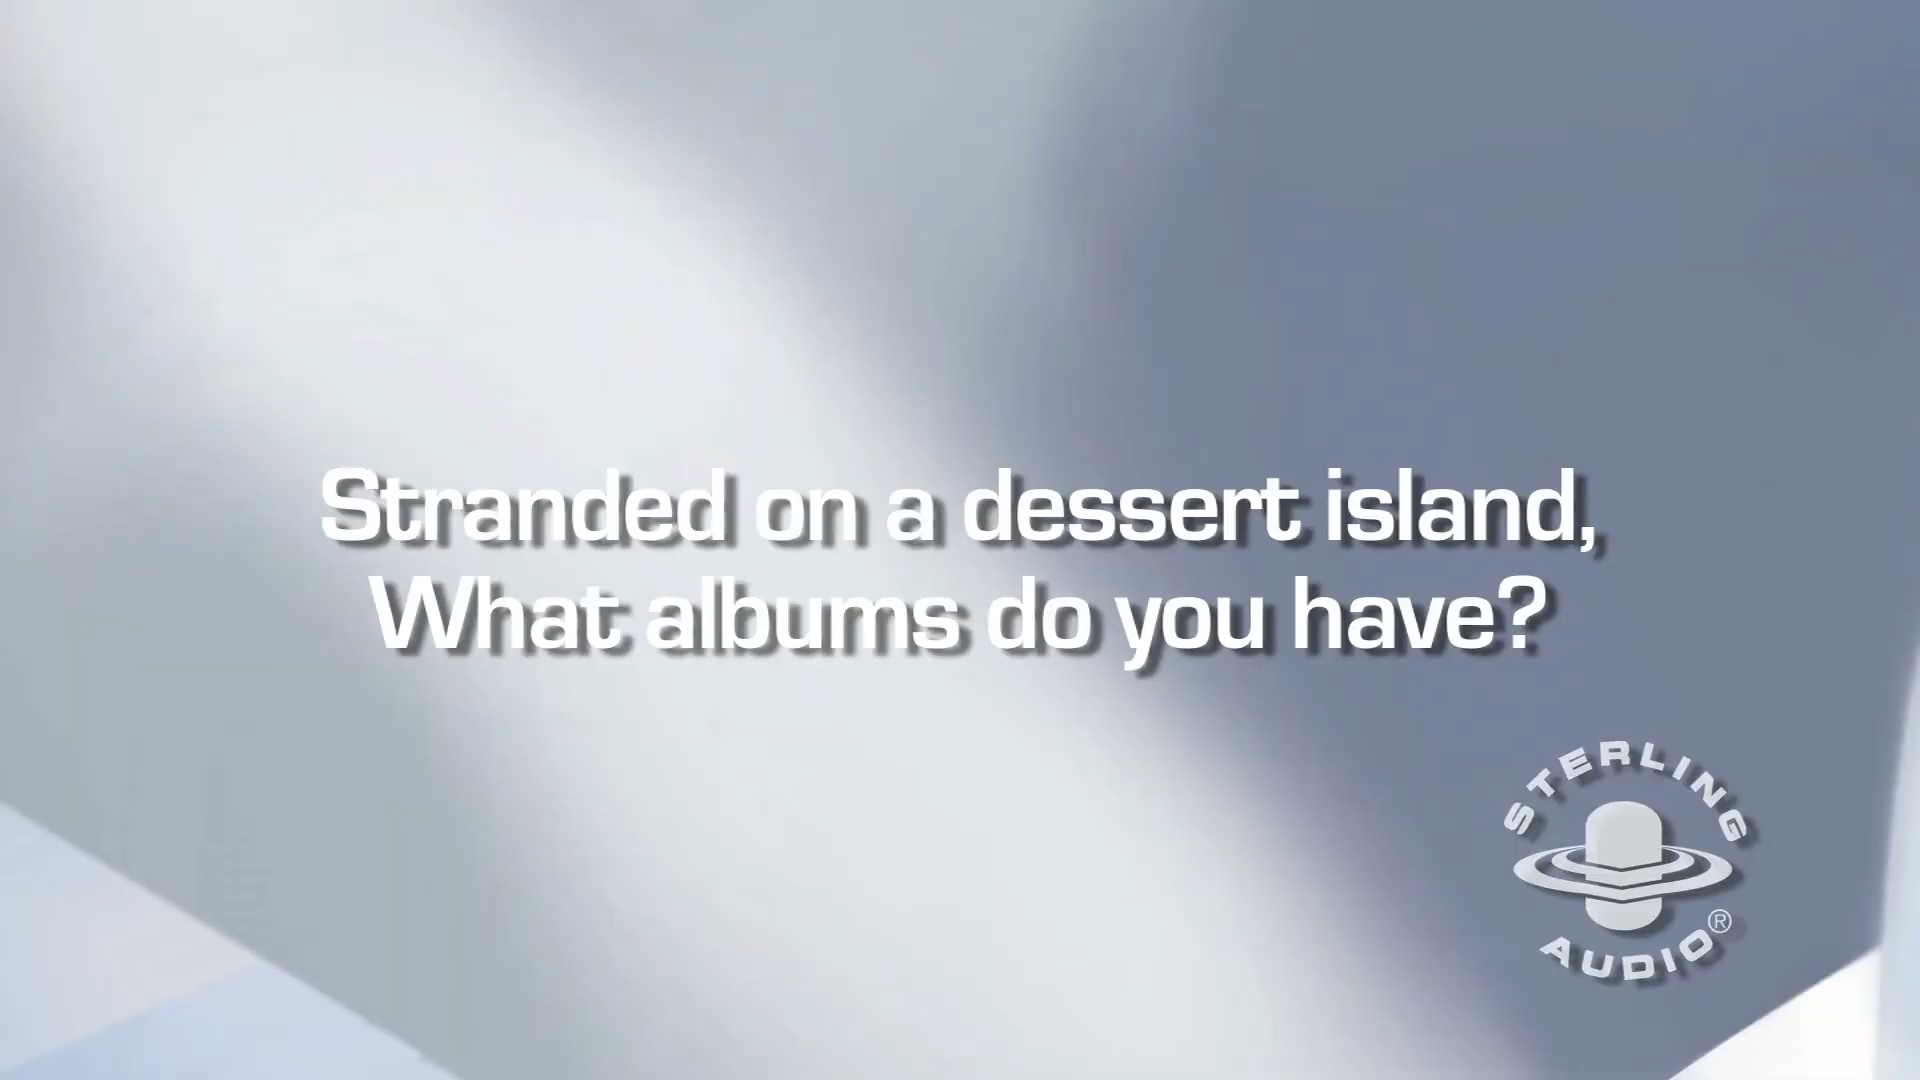 Stranded on a dessert island,
What albums do you have?
STERLING
AUDIO®